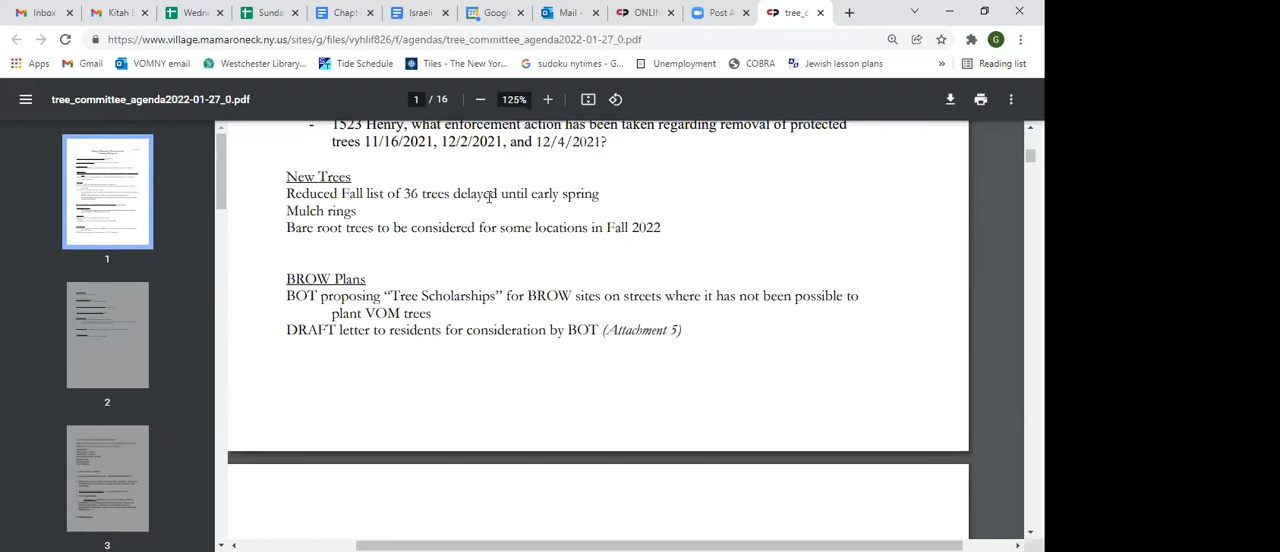 Inbox
Kitah E
Wedne
Sunda
Chapt
Israeli
Googl
Mail -
ONLIN
Post A
tree_c
https://www.village.mamaroneck.ny.us/sites/g/files/vyhlif826/f/agendas/tree_committee_agenda2022-01-27_0.pdf
G
Apps
Gmail
VOMNY email
Westchester Library...
Tide Schedule
Tiles - The New Yor...
sudoku nytimes - G...
Unemployment
COBRA
Jewish lesson plans
»
Reading list
tree_committee_agenda2022-01-27_0.pdf
1 / 16
125%
- 1523 Henry, what enforcement action has been taken regarding removal of protected
trees 11/16/2021, 12/2/2021, and 12/4/2021?
New Trees
Reduced Fall list of 36 trees delayed until early spring
Mulch rings
Bare root trees to be considered for some locations in Fall 2022
BROW Plans
BOT proposing “Tree Scholarships” for BROW sites on streets where it has not been possible to
plant VOM trees
DRAFT letter to residents for consideration by BOT (Attachment 5)
1
2
3